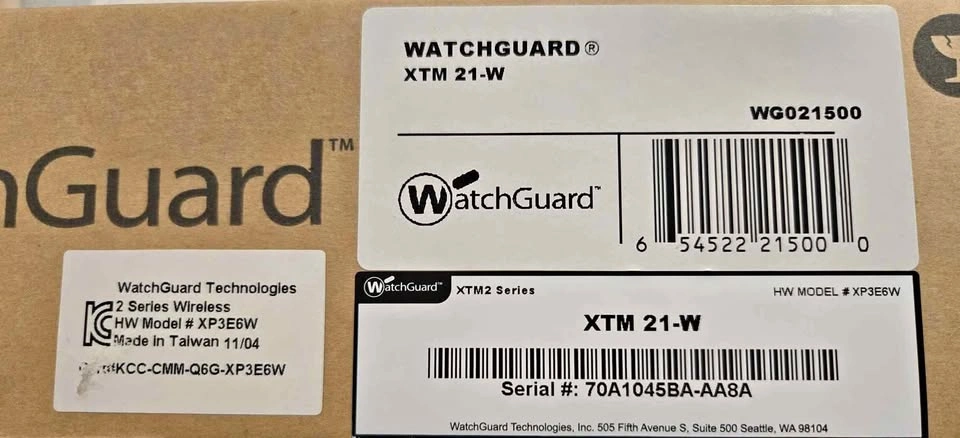 WATCHGUARD®
XTM 21-W
WG021500
WatchGuard™
6 54522 21500 0
hGuard™
WatchGuard Technologies
2 Series Wireless
HW Model # XP3E6W
Made in Taiwan 11/04
KCC-CMM-Q6G-XP3E6W
WatchGuard™ XTM2 Series HW MODEL # XP3E6W
XTM 21-W
Serial #: 70A1045BA-AA8A
WatchGuard Technologies, Inc. 505 Fifth Avenue S, Suite 500 Seattle, WA 98104